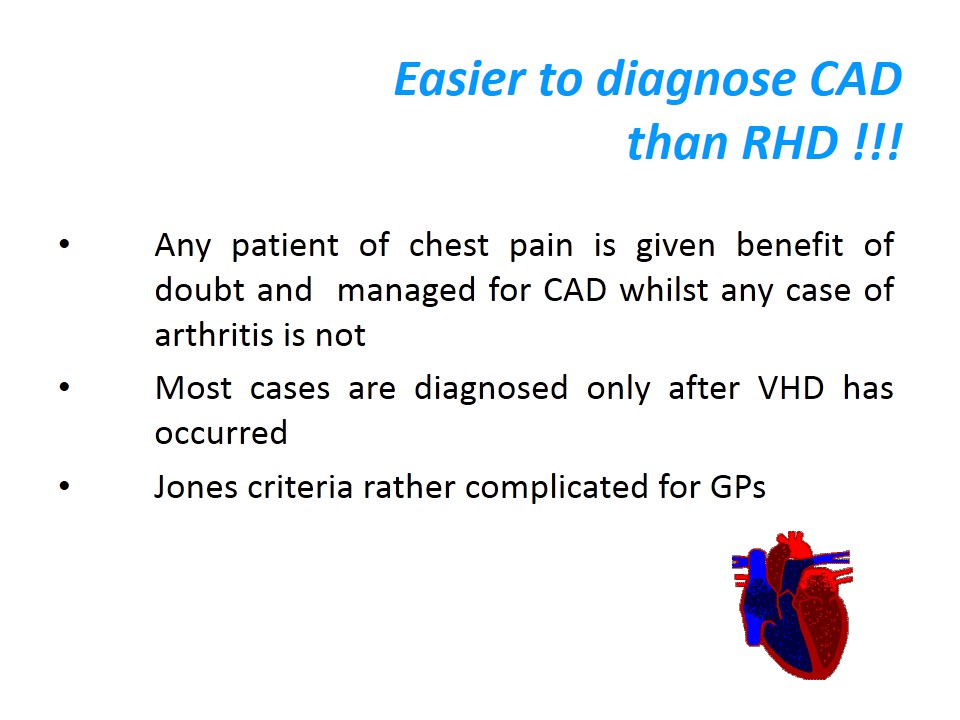 Easier to diagnose CAD
than RHD !!!
• Any patient of chest pain is given benefit of
doubt and  managed for CAD whilst any case of
arthritis is not
• Most cases are diagnosed only after VHD has
occurred
• Jones criteria rather complicated for GPs